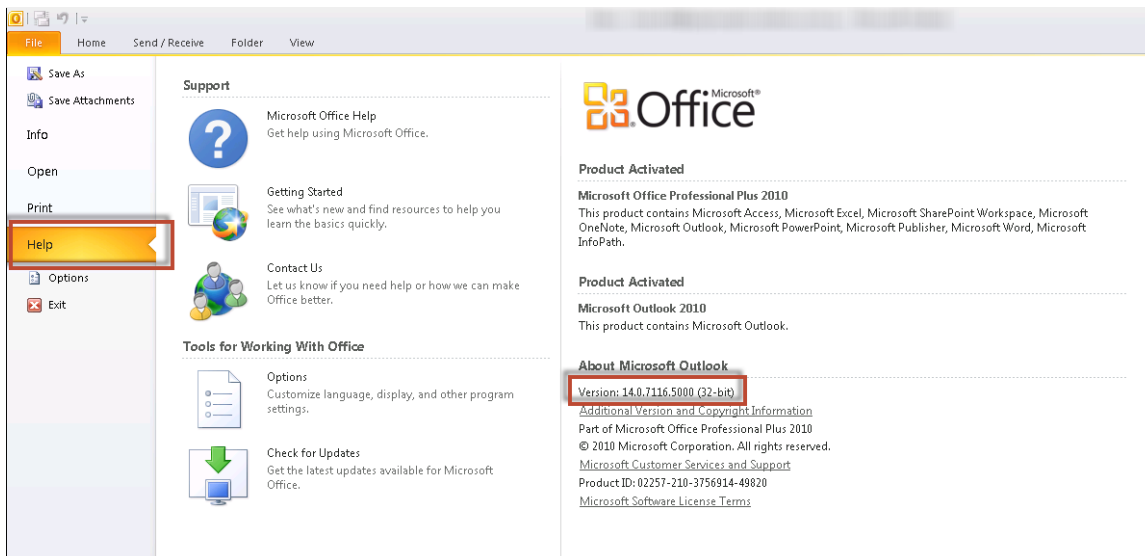 File
Home
Send / Receive
Folder
View
Save As
Save Attachments
Info
Open
Print
Help
Options
Exit
Support
Microsoft Office Help
Get help using Microsoft Office.
Getting Started
See what's new and find resources to help you
learn the basics quickly.
Contact Us
Let us know if you need help or how we can make
Office better.
Tools for Working With Office
Options
Customize language, display, and other program
settings.
Check for Updates
Get the latest updates available for Microsoft
Office.
Microsoft®
Office
Product Activated
Microsoft Office Professional Plus 2010
This product contains Microsoft Access, Microsoft Excel, Microsoft SharePoint Workspace, Microsoft
OneNote, Microsoft Outlook, Microsoft PowerPoint, Microsoft Publisher, Microsoft Word, Microsoft
InfoPath.
Product Activated
Microsoft Outlook 2010
This product contains Microsoft Outlook.
About Microsoft Outlook
Version: 14.0.7116.5000 (32-bit)
Additional Version and Copyright Information
Part of Microsoft Office Professional Plus 2010
© 2010 Microsoft Corporation. All rights reserved.
Microsoft Customer Services and Support
Product ID: 02257-210-3756914-49820
Microsoft Software License Terms